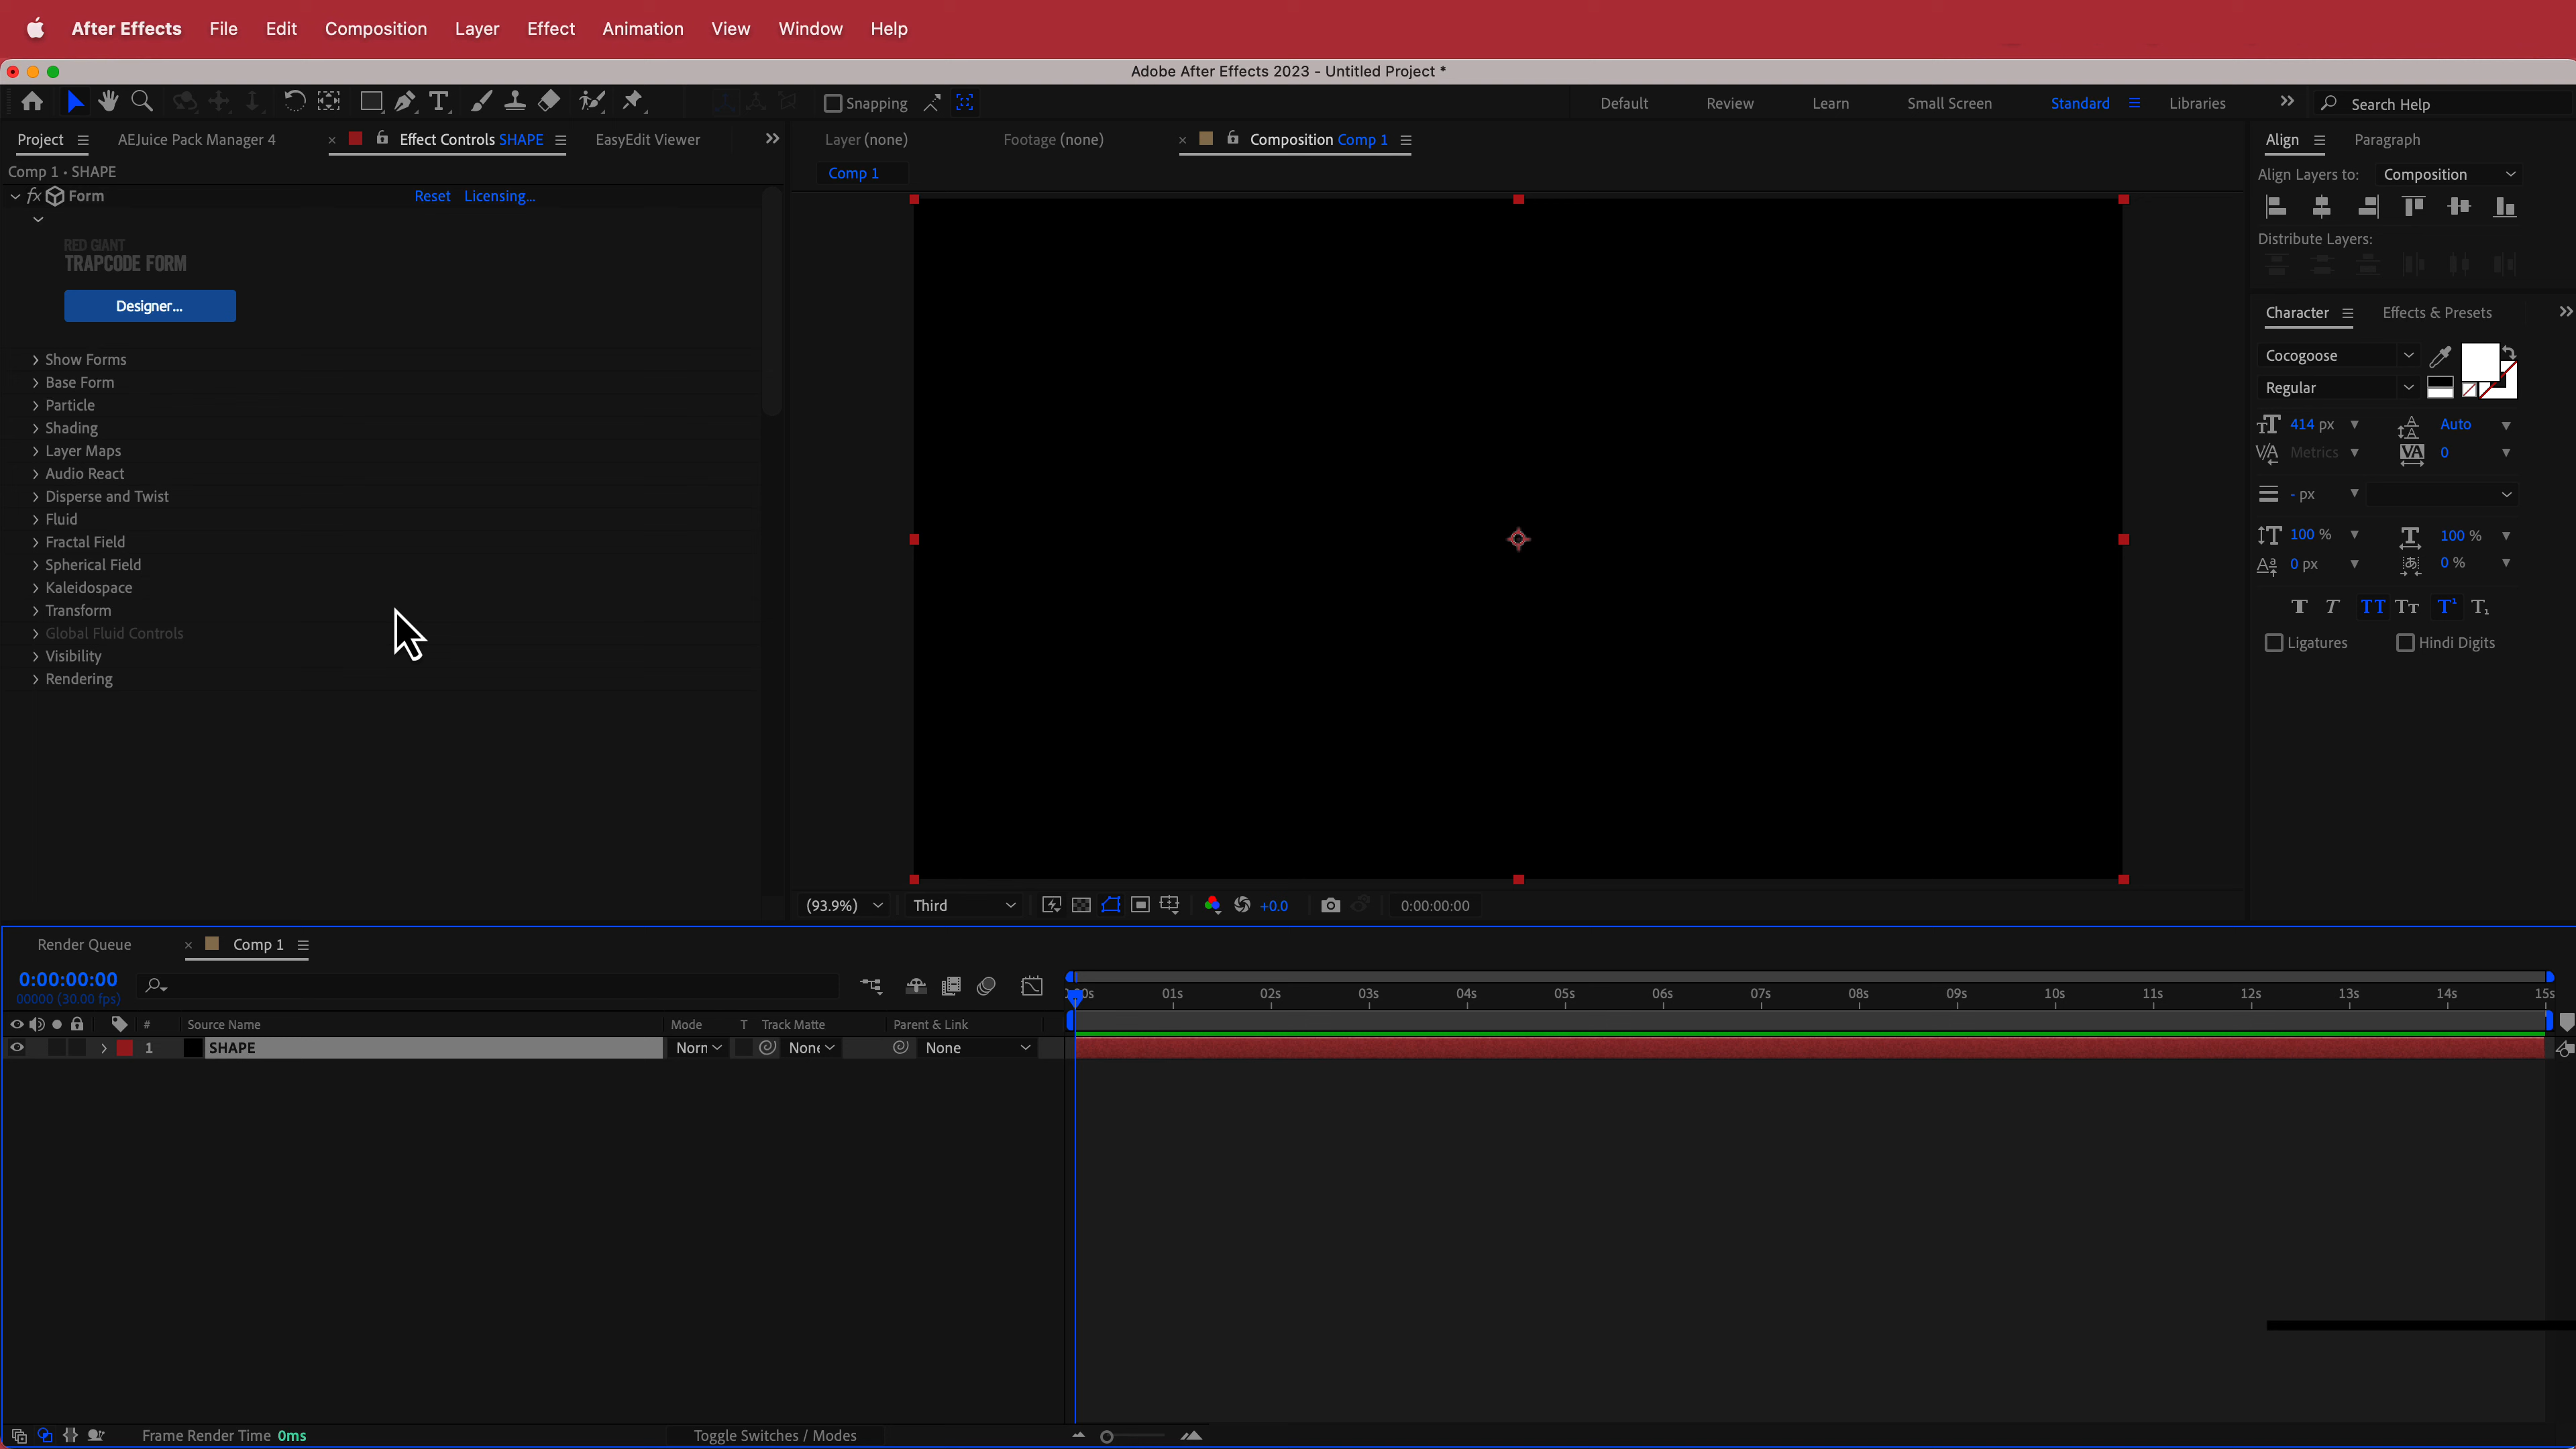 After Effects File Edit Composition Layer Effect Animation View Window Help
Adobe After Effects 2023 - Untitled Project *
Snapping Default Review Learn Small Screen Standard Libraries Search Help
Project AEJuice Pack Manager 4 Effect Controls SHAPE EasyEdit Viewer Layer (none) Footage (none) Composition Comp 1 Align Paragraph
Comp 1 • SHAPE
Comp 1
Align Layers to: Composition
fx Form Reset Licensing...
Distribute Layers:
RED GIANT
TRAPCODE FORM
Designer...
Character Effects & Presets
Cocogoose
Regular
Show Forms
Base Form
Particle
Shading
Layer Maps
Audio React
Disperse and Twist
Fluid
Fractal Field
Spherical Field
Kaleidospace
Transform
Global Fluid Controls
Visibility
Rendering
414 px Auto
Metrics 0
- px
100 % 100 %
0 px 0 %
Ligatures Hindi Digits
(93.9%) Third +0.0 0:00:00:00
Render Queue Comp 1
0:00:00:00
00000 (30.00 fps)
01s 02s 03s 04s 05s 06s 07s 08s 09s 10s 11s 12s 13s 14s 15s
# Source Name Mode T Track Matte Parent & Link
1 SHAPE Norn None None
Frame Render Time 0ms Toggle Switches / Modes